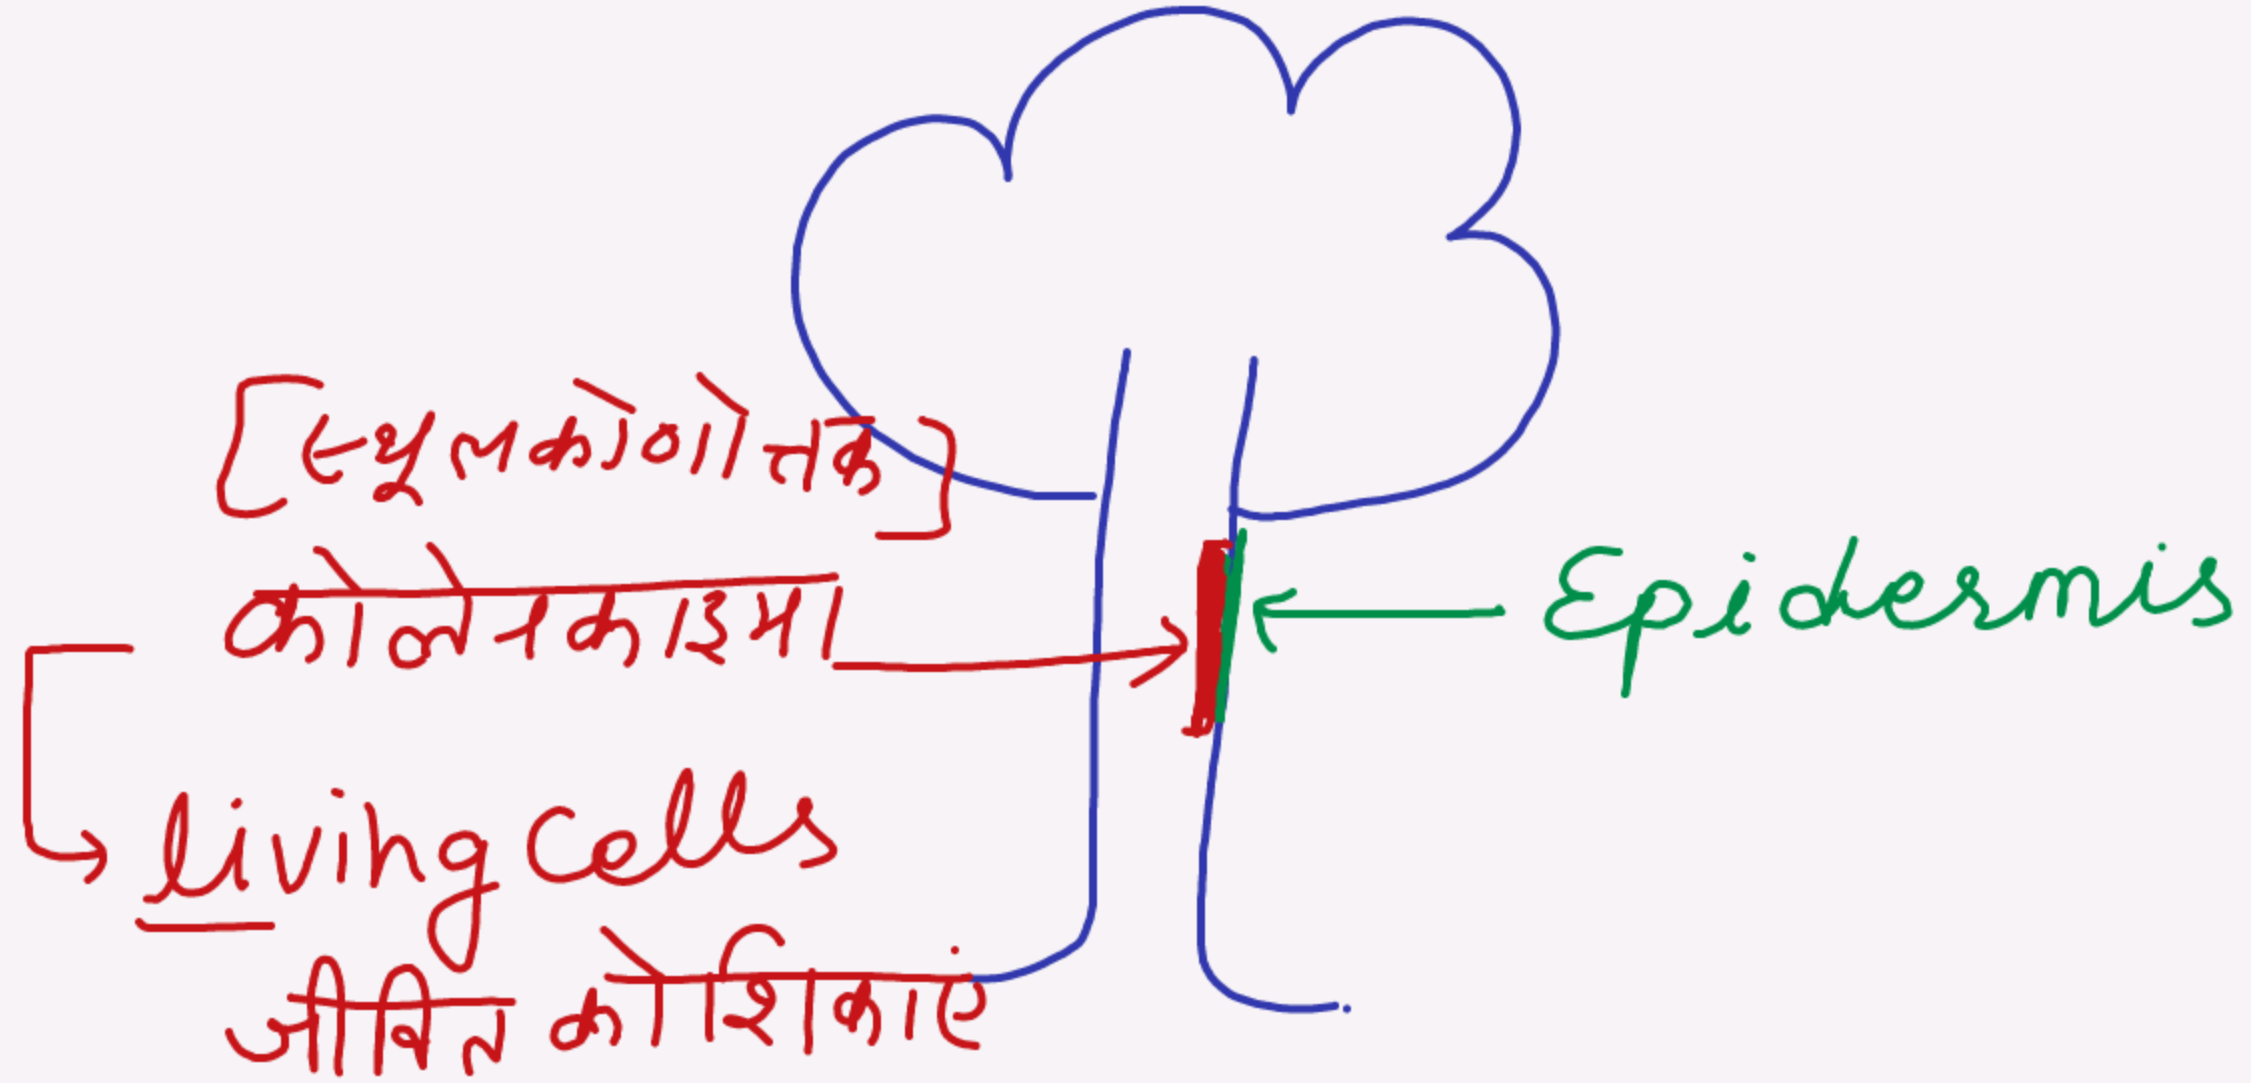 [स्थुलकोणोतक]
कोलेनकाइमा
Epidermis
living cells
जीवित कोशिकाएं